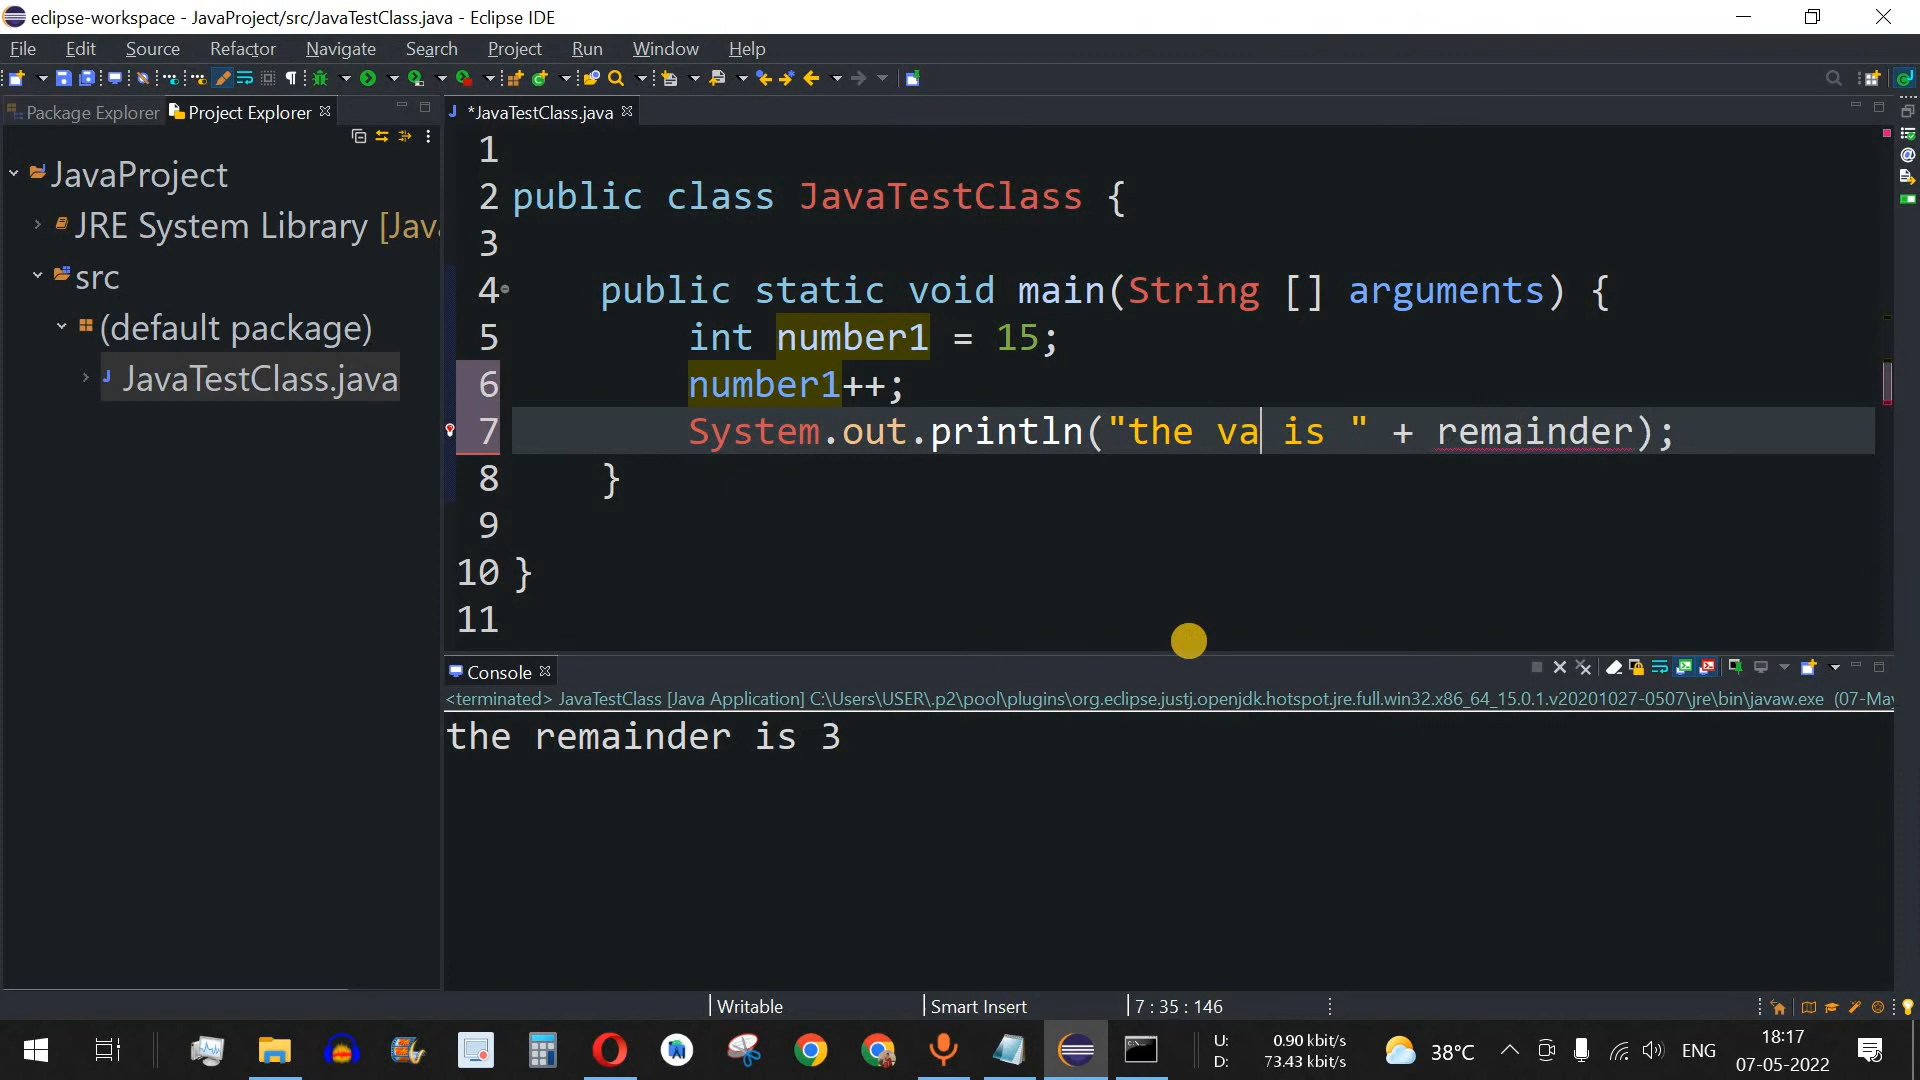 eclipse-workspace - JavaProject/src/JavaTestClass.java - Eclipse IDE
File Edit Source Refactor Navigate Search Project Run Window Help
Package Explorer Project Explorer *JavaTestClass.java
JavaProject
JRE System Library [Jav
src
(default package)
JavaTestClass.java
1
2 public class JavaTestClass {
3
4 public static void main(String [] arguments) {
5 int number1 = 15;
6 number1++;
7 System.out.println("the va is " + remainder);
8 }
9
10 }
11
Console
<terminated> JavaTestClass [Java Application] C:\Users\USER\.p2\pool\plugins\org.eclipse.justj.openjdk.hotspot.jre.full.win32.x86_64_15.0.1.v20201027-0507\jre\bin\javaw.exe (07-May
the remainder is 3
Writable Smart Insert 7 : 35 : 146
U: 0.90 kbit/s
D: 73.43 kbit/s
38°C
ENG
18:17
07-05-2022